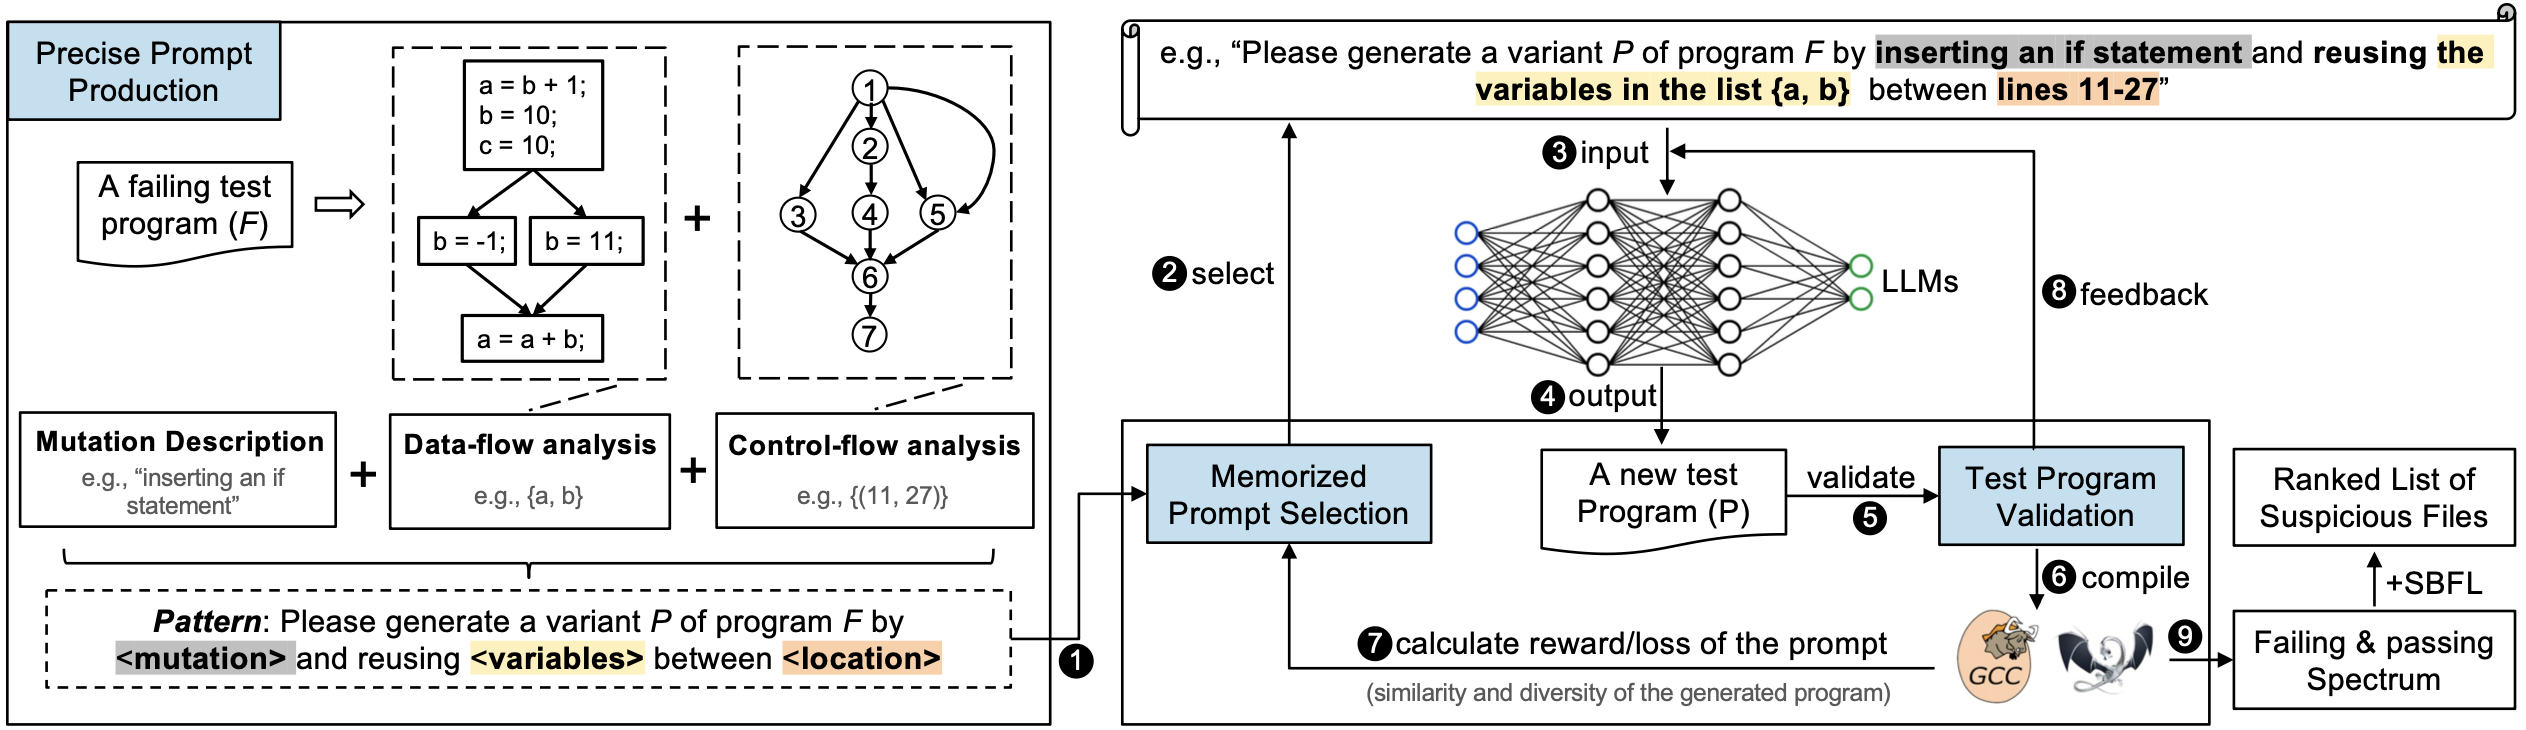 Precise Prompt
Production
A failing test
program (F)
a = b + 1;
b = 10;
c = 10;
b = -1;
b = 11;
a = a + b;
+
1
2
3
4
5
6
7
Mutation Description
e.g., “inserting an if
statement”
+
Data-flow analysis
e.g., {a, b}
+
Control-flow analysis
e.g., {(11, 27)}
Pattern: Please generate a variant P of program F by
<mutation> and reusing <variables> between <location>
1
e.g., “Please generate a variant P of program F by inserting an if statement and reusing the
variables in the list {a, b} between lines 11-27”
2 select
3 input
LLMs
4 output
8 feedback
Memorized
Prompt Selection
A new test
Program (P)
validate
5
Test Program
Validation
6 compile
7 calculate reward/loss of the prompt
(similarity and diversity of the generated program)
GCC
9
Failing & passing
Spectrum
+SBFL
Ranked List of
Suspicious Files